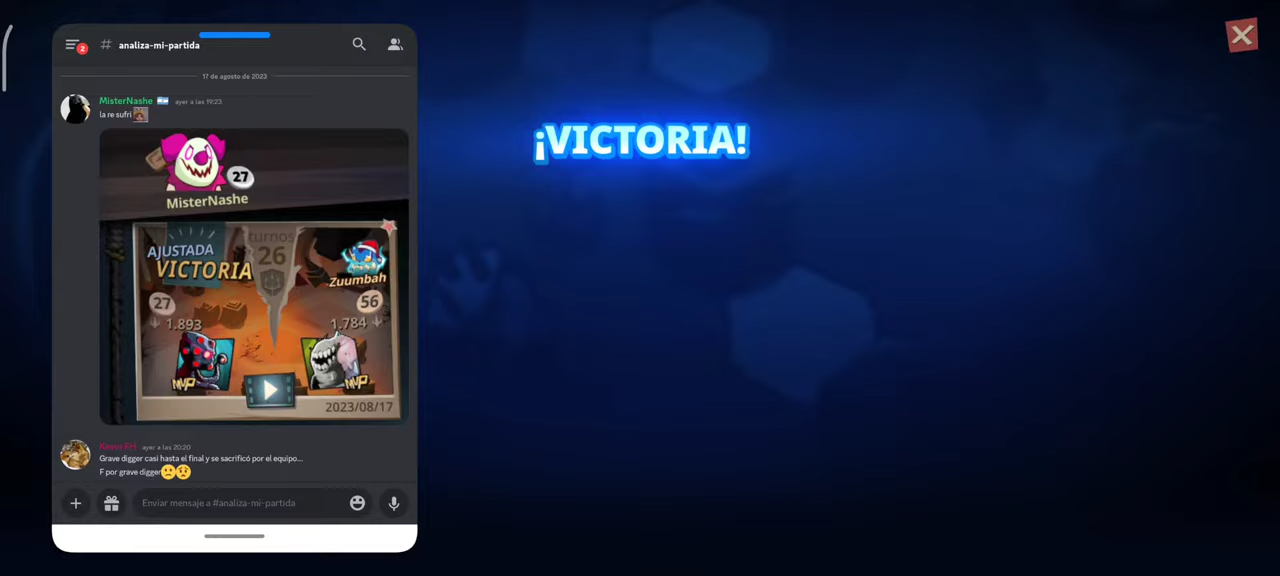 2
# analiza-mi-partida
17 de agosto de 2023
MisterNashe ayer a las 19:23
la re sufri
27
MisterNashe
AJUSTADA
VICTORIA
turnos
26
Zuumbah
27
56
1.893
1.784
MVP
MVP
2023/08/17
ayer a las 20:20
Grave digger casi hasta el final y se sacrificó por el equipo...
F por grave digger
Enviar mensaje a #analiza-mi-partida
¡VICTORIA!